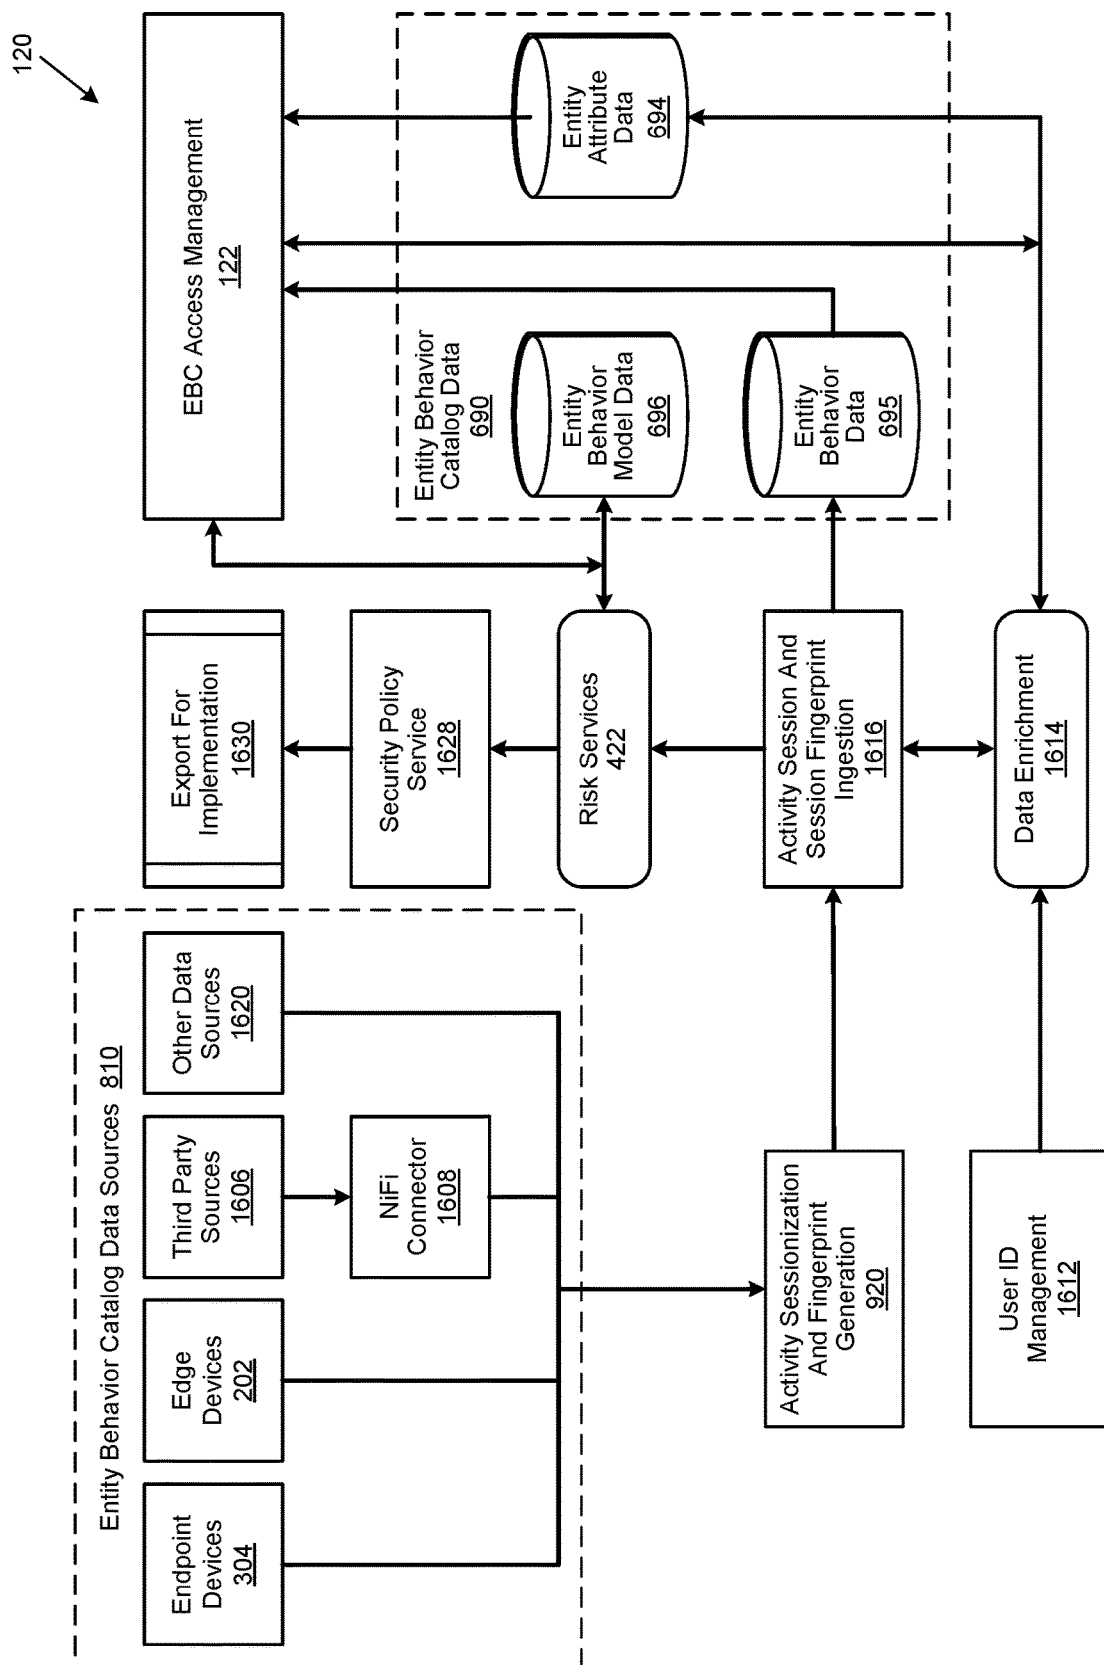 120
Entity Behavior Catalog Data Sources 810
Endpoint
Devices
304
Edge
Devices
202
Third Party
Sources
1606
Other Data
Sources
1620
NiFi
Connector
1608
Export For
Implementation
1630
EBC Access Management
122
Security Policy
Service
1628
Risk Services
422
Entity Behavior
Catalog Data
690
Entity
Behavior
Model Data
696
Entity
Attribute
Data
694
Entity
Behavior
Data
695
Activity Sessionization
And Fingerprint
Generation
920
Activity Session And
Session Fingerprint
Ingestion
1616
User ID
Management
1612
Data Enrichment
1614